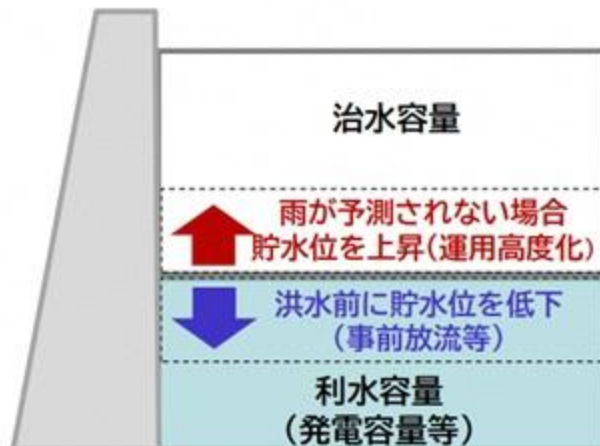 治水容量
雨が予測されない場合
貯水位を上昇(運用高度化)
洪水前に貯水位を低下
(事前放流等)
利水容量
(発電容量等)